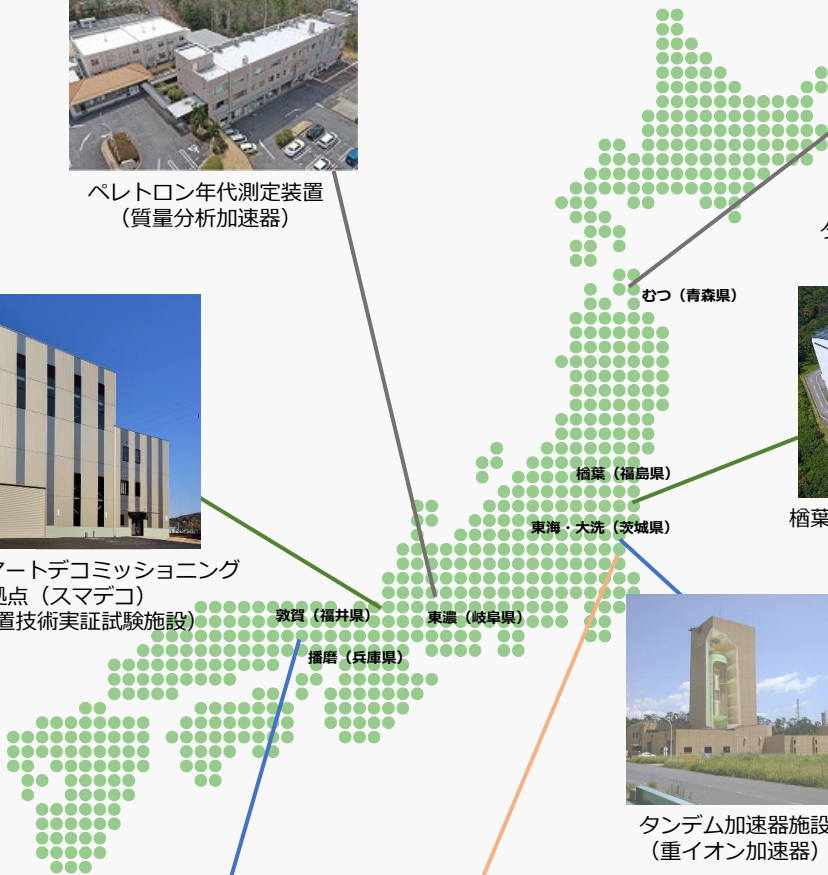 ペレトロン年代測定装置
（質量分析加速器）
むつ（青森県）
楢葉（福島県）
東海・大洗（茨城県）
楢葉
ートデコミッショニング
点（スマデコ）
置技術実証試験施設）
敦賀（福井県）
東濃（岐阜県）
播磨（兵庫県）
タンデム加速器施設
（重イオン加速器）